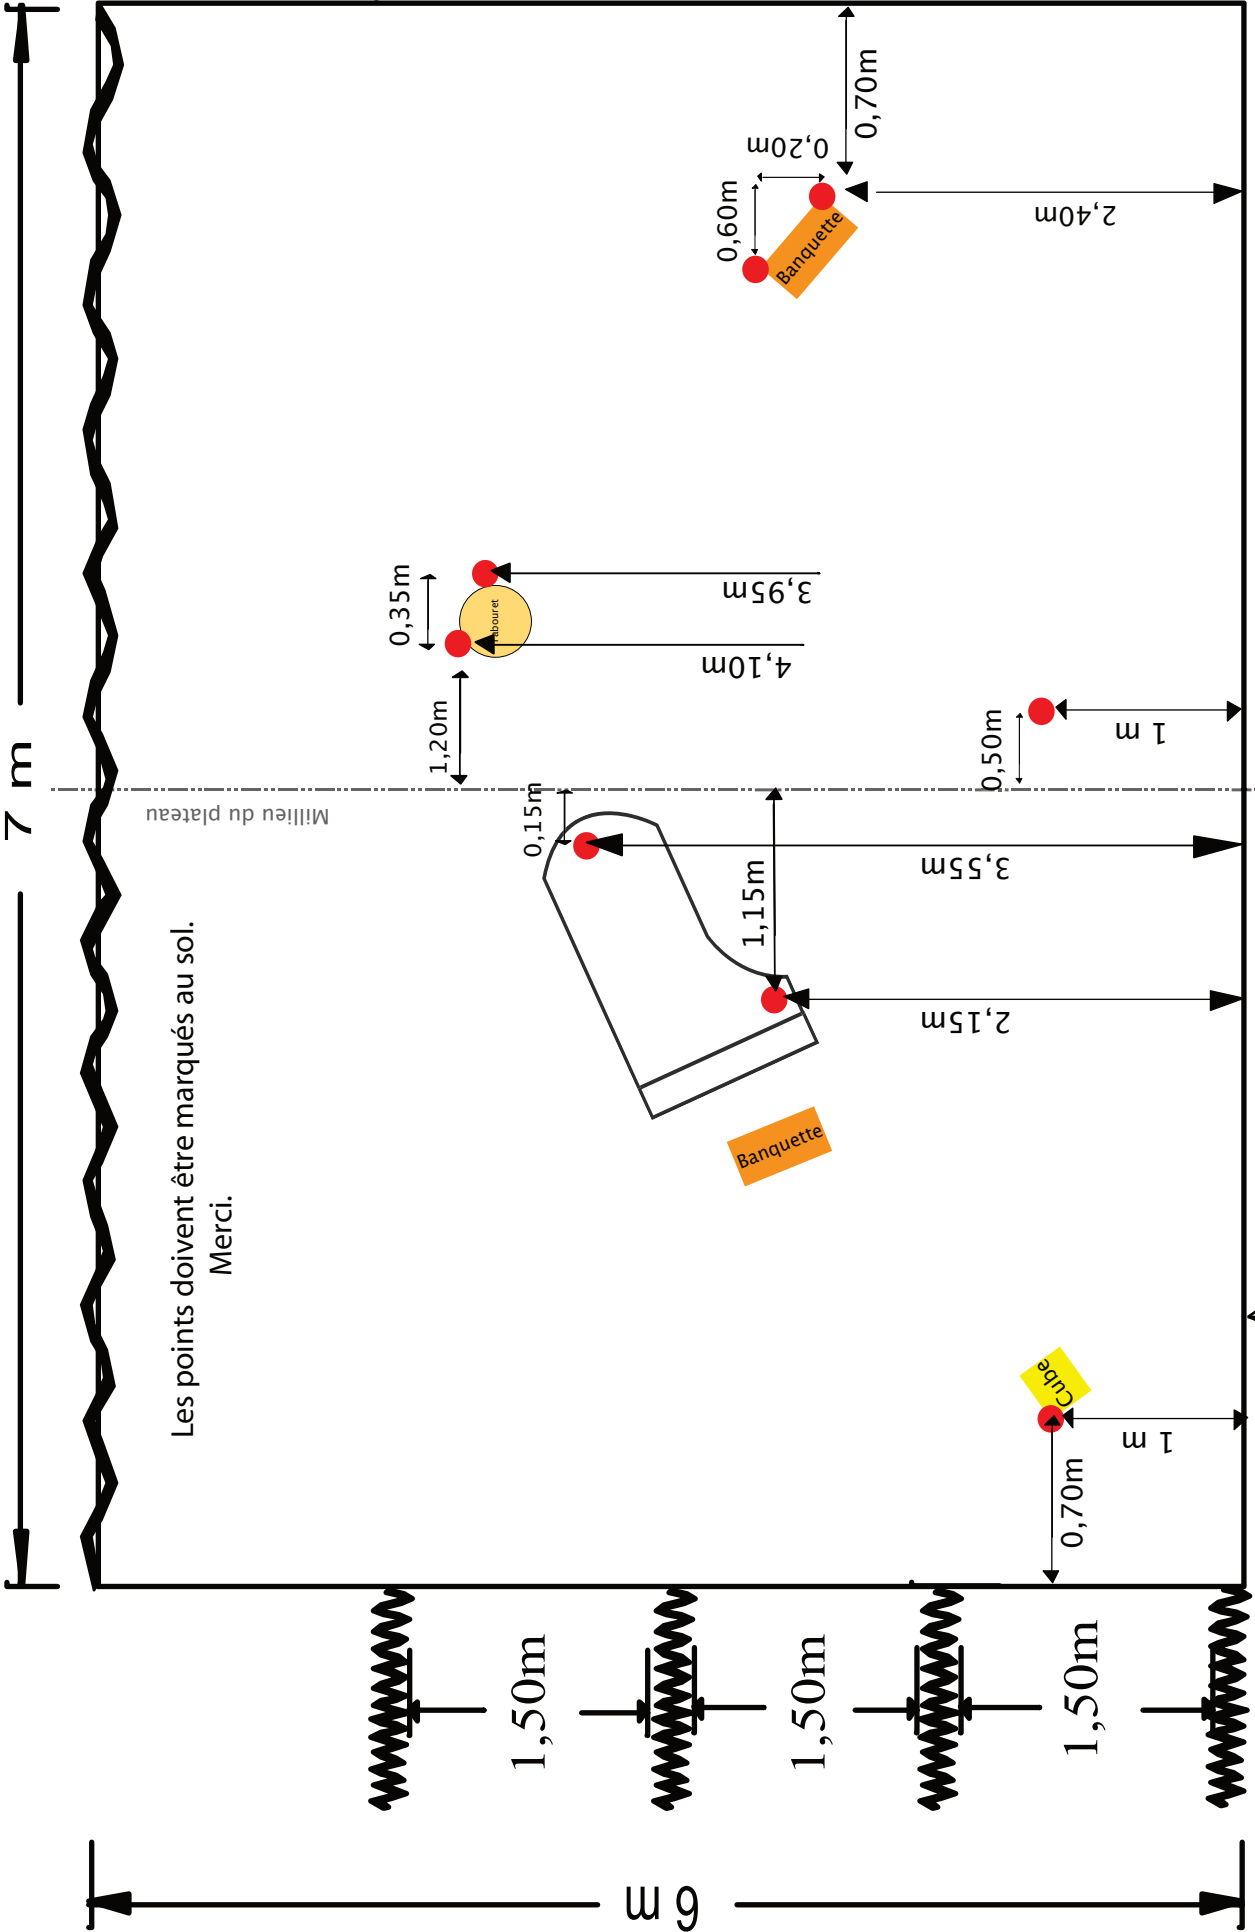 7 m
Les points doivent être marqués au sol.
Merci.
Millieu du plateau
0,70m
0,20m
0,60m
Banquette
2,40m
0,35m
Tabouret
3,95m
4,10m
1,20m
0,50m
1 m
0,15m
3,55m
1,15m
2,15m
Banquette
Cube
1 m
0,70m
1,50m
1,50m
1,50m
6 m